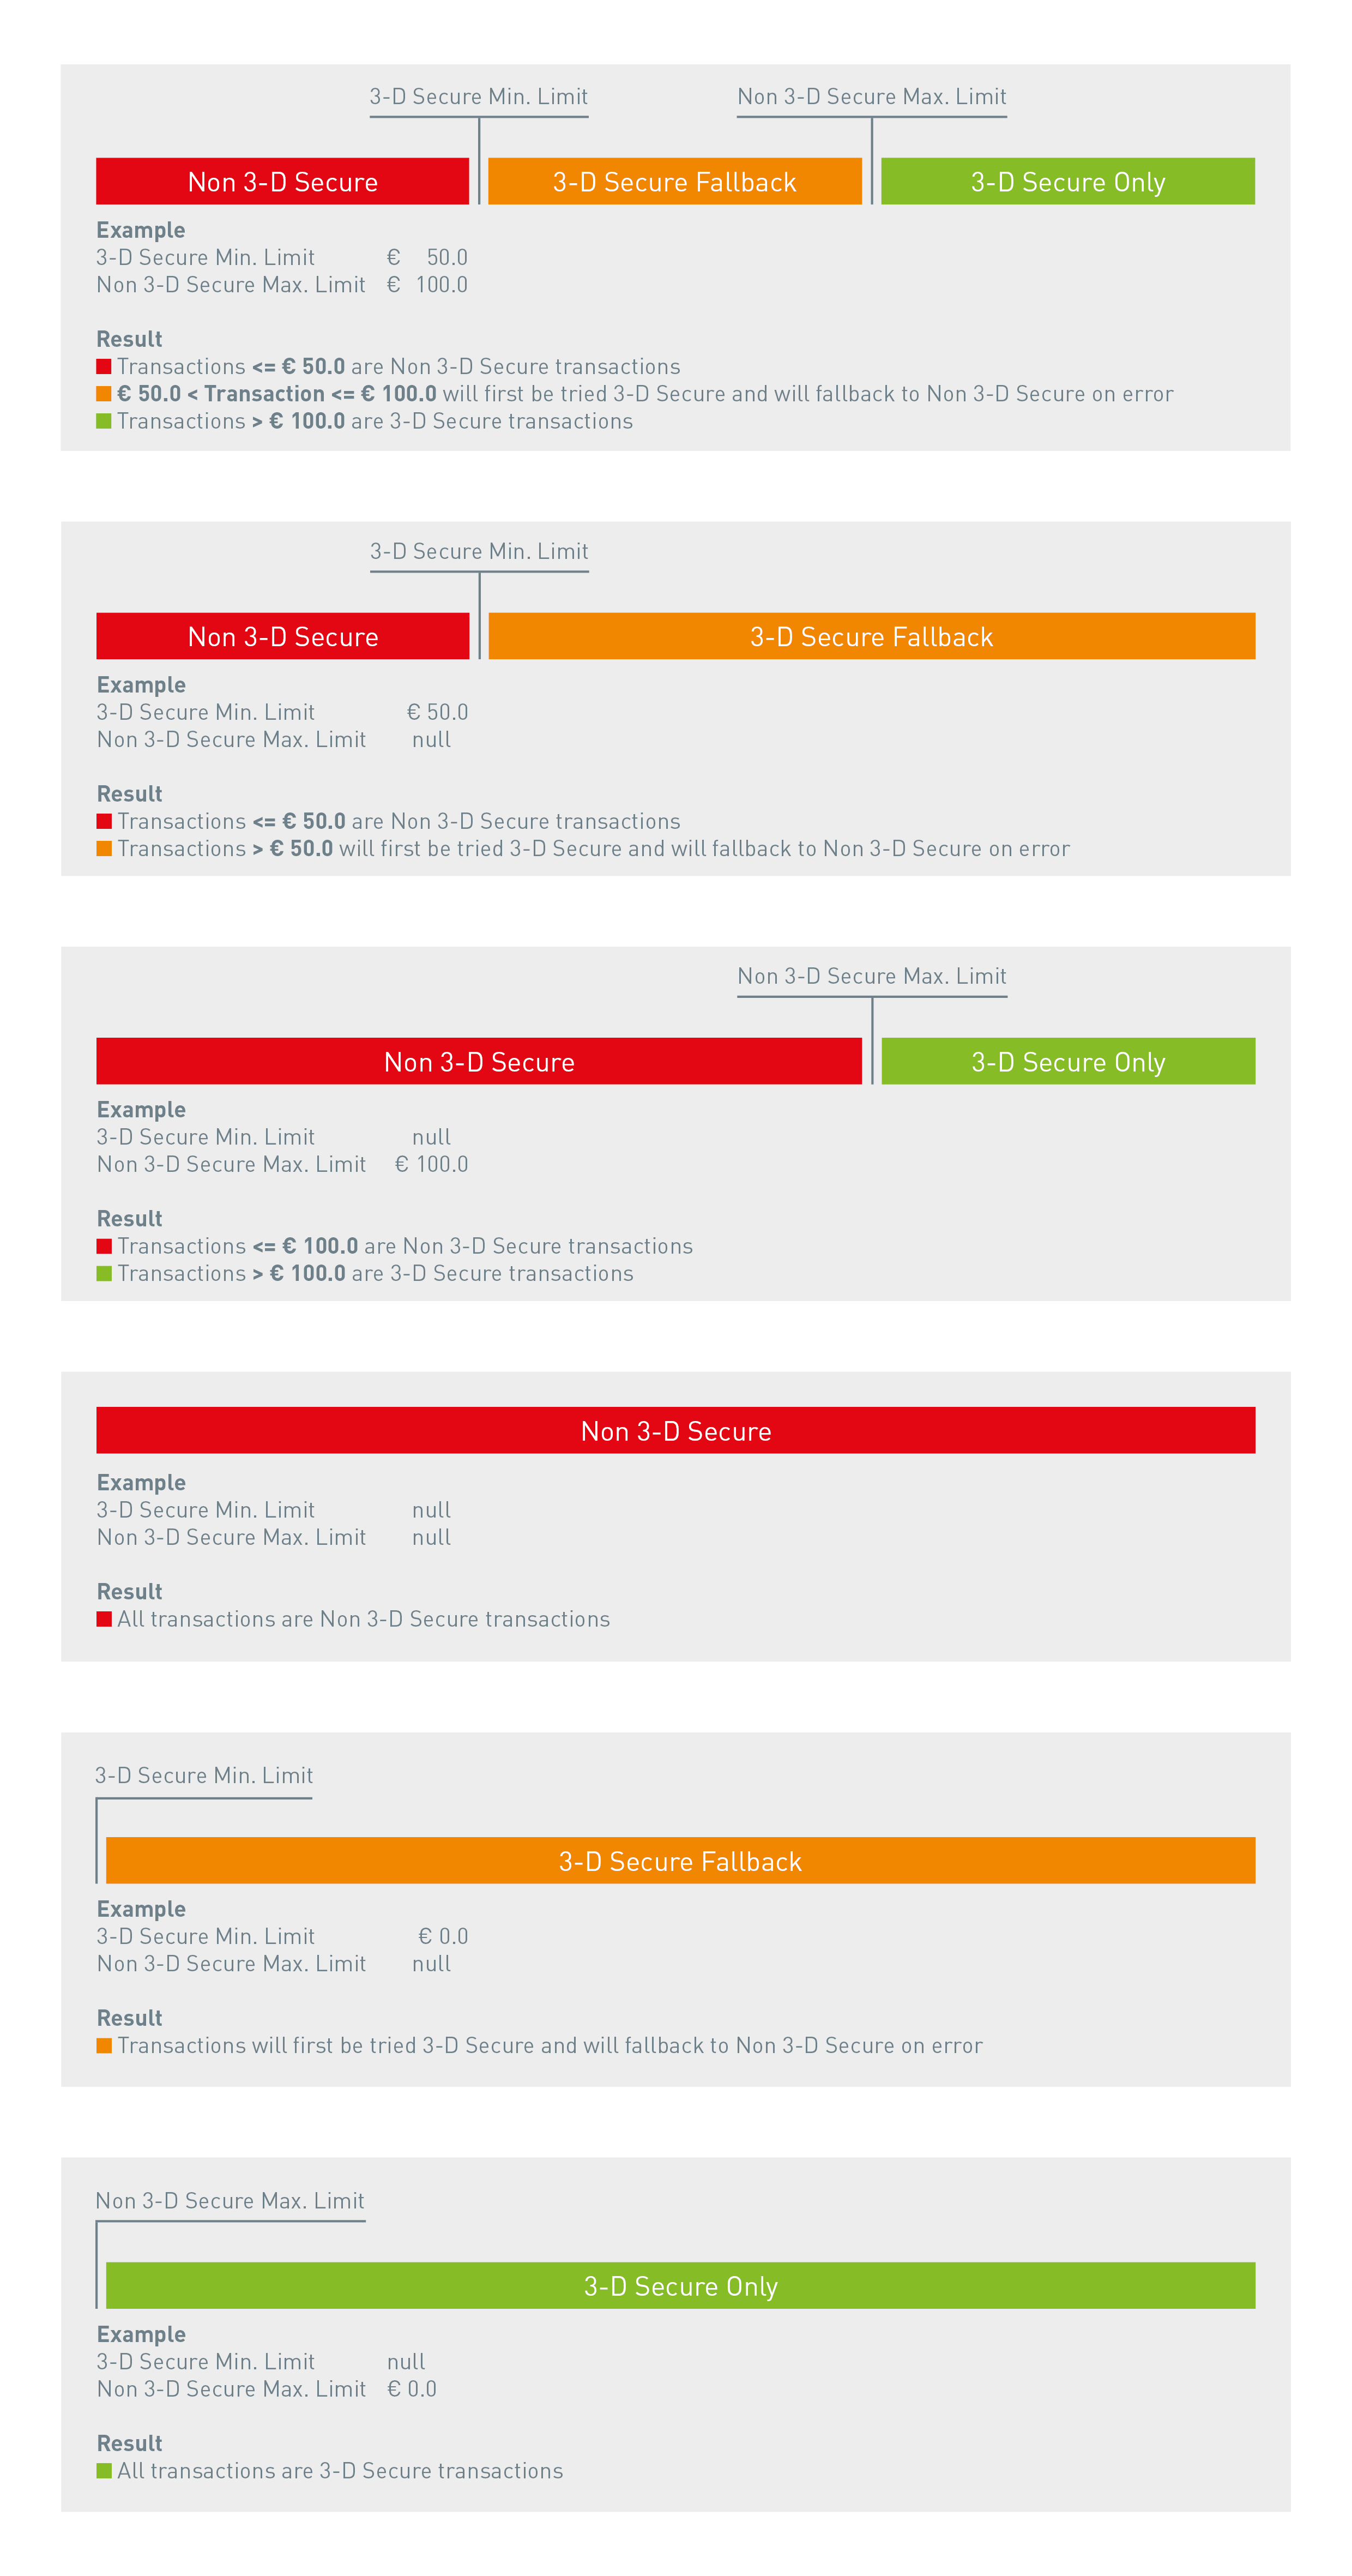 3-D Secure Min. Limit Non 3-D Secure Max. Limit
Non 3-D Secure 3-D Secure Fallback 3-D Secure Only
Example
3-D Secure Min. Limit € 50.0
Non 3-D Secure Max. Limit € 100.0
Result
Transactions <= € 50.0 are Non 3-D Secure transactions
€ 50.0 < Transaction <= € 100.0 will first be tried 3-D Secure and will fallback to Non 3-D Secure on error
Transactions > € 100.0 are 3-D Secure transactions
3-D Secure Min. Limit
Non 3-D Secure 3-D Secure Fallback
Example
3-D Secure Min. Limit € 50.0
Non 3-D Secure Max. Limit null
Result
Transactions <= € 50.0 are Non 3-D Secure transactions
Transactions > € 50.0 will first be tried 3-D Secure and will fallback to Non 3-D Secure on error
Non 3-D Secure Max. Limit
Non 3-D Secure 3-D Secure Only
Example
3-D Secure Min. Limit null
Non 3-D Secure Max. Limit € 100.0
Result
Transactions <= € 100.0 are Non 3-D Secure transactions
Transactions > € 100.0 are 3-D Secure transactions
Non 3-D Secure
Example
3-D Secure Min. Limit null
Non 3-D Secure Max. Limit null
Result
All transactions are Non 3-D Secure transactions
3-D Secure Min. Limit
3-D Secure Fallback
Example
3-D Secure Min. Limit € 0.0
Non 3-D Secure Max. Limit null
Result
Transactions will first be tried 3-D Secure and will fallback to Non 3-D Secure on error
Non 3-D Secure Max. Limit
3-D Secure Only
Example
3-D Secure Min. Limit null
Non 3-D Secure Max. Limit € 0.0
Result
All transactions are 3-D Secure transactions